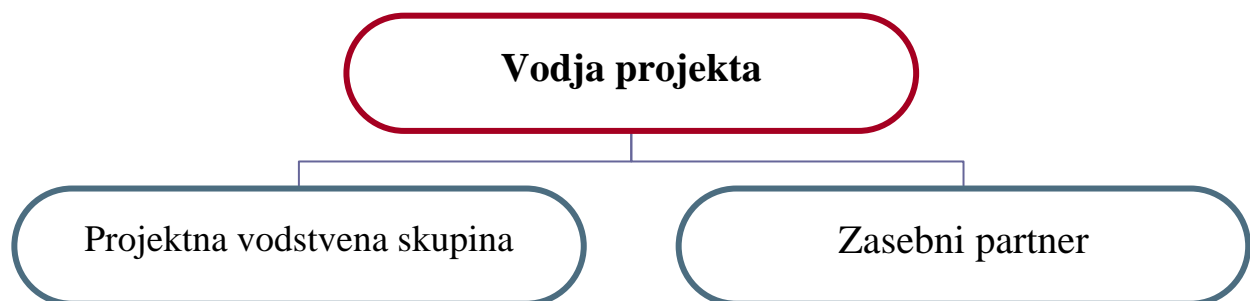 Vodja projekta
Projektna vodstvena skupina
Zasebni partner